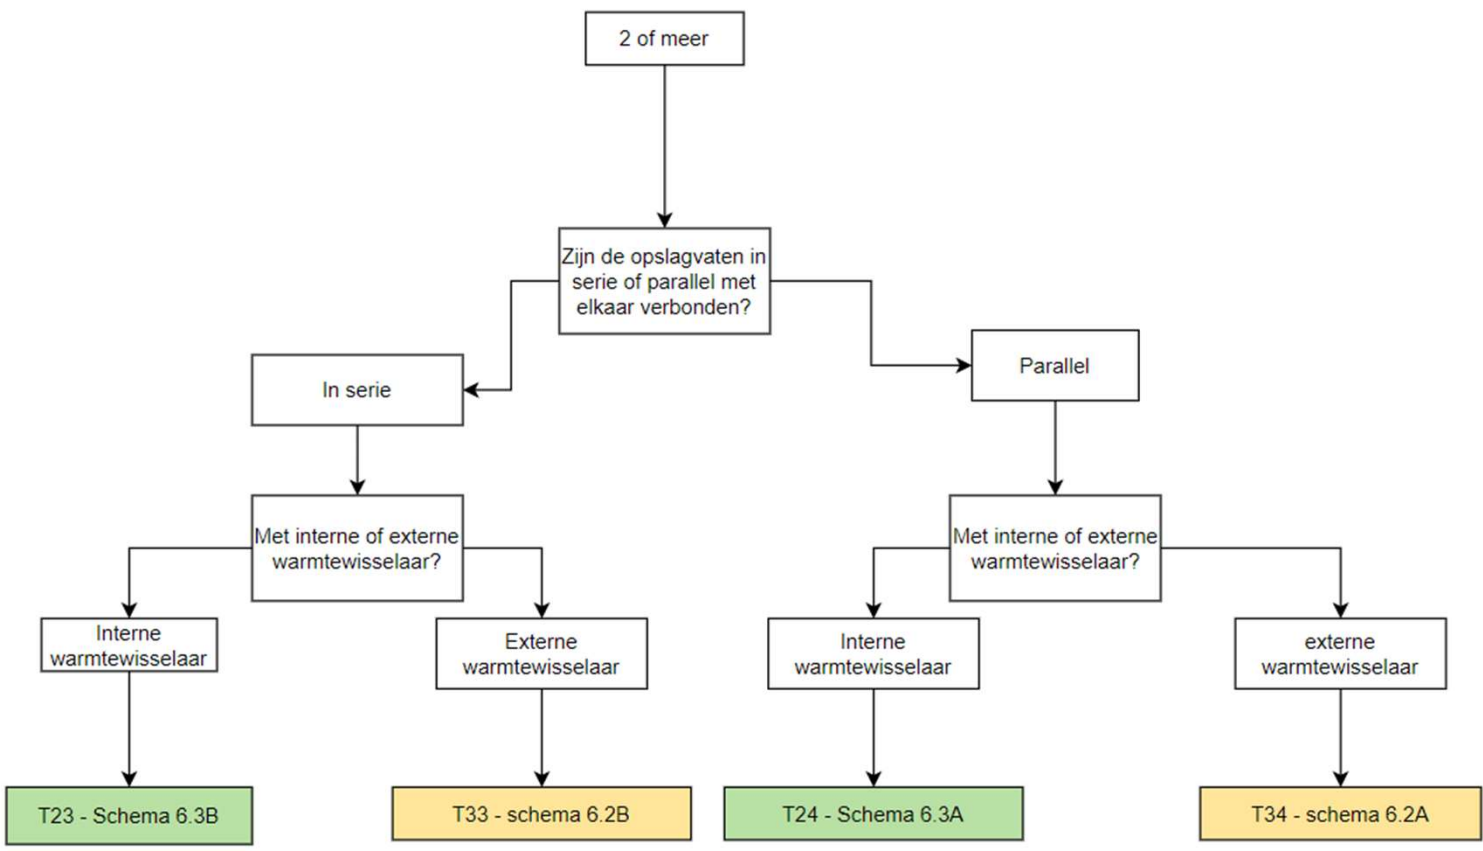 2 of meer
Zijn de opslagvaten in
serie of parallel met
elkaar verbonden?
In serie
Parallel
Met interne of externe
warmtewisselaar?
Met interne of externe
warmtewisselaar?
Interne
warmtewisselaar
Externe
warmtewisselaar
Interne
warmtewisselaar
externe
warmtewisselaar
T23 - Schema 6.3B
T33 - schema 6.2B
T24 - Schema 6.3A
T34 - schema 6.2A